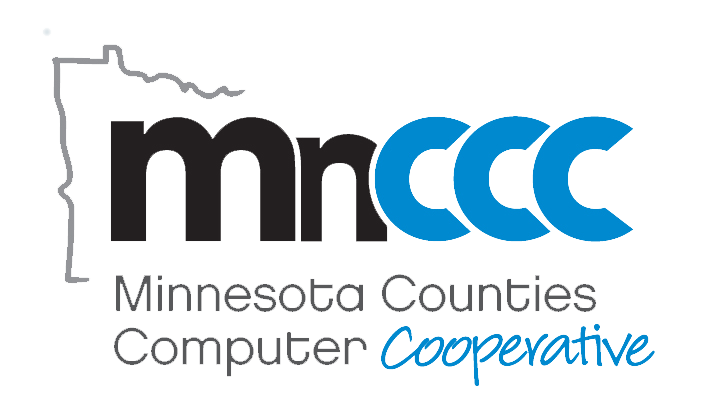 mnCCC
Minnesota Counties
Computer Cooperative